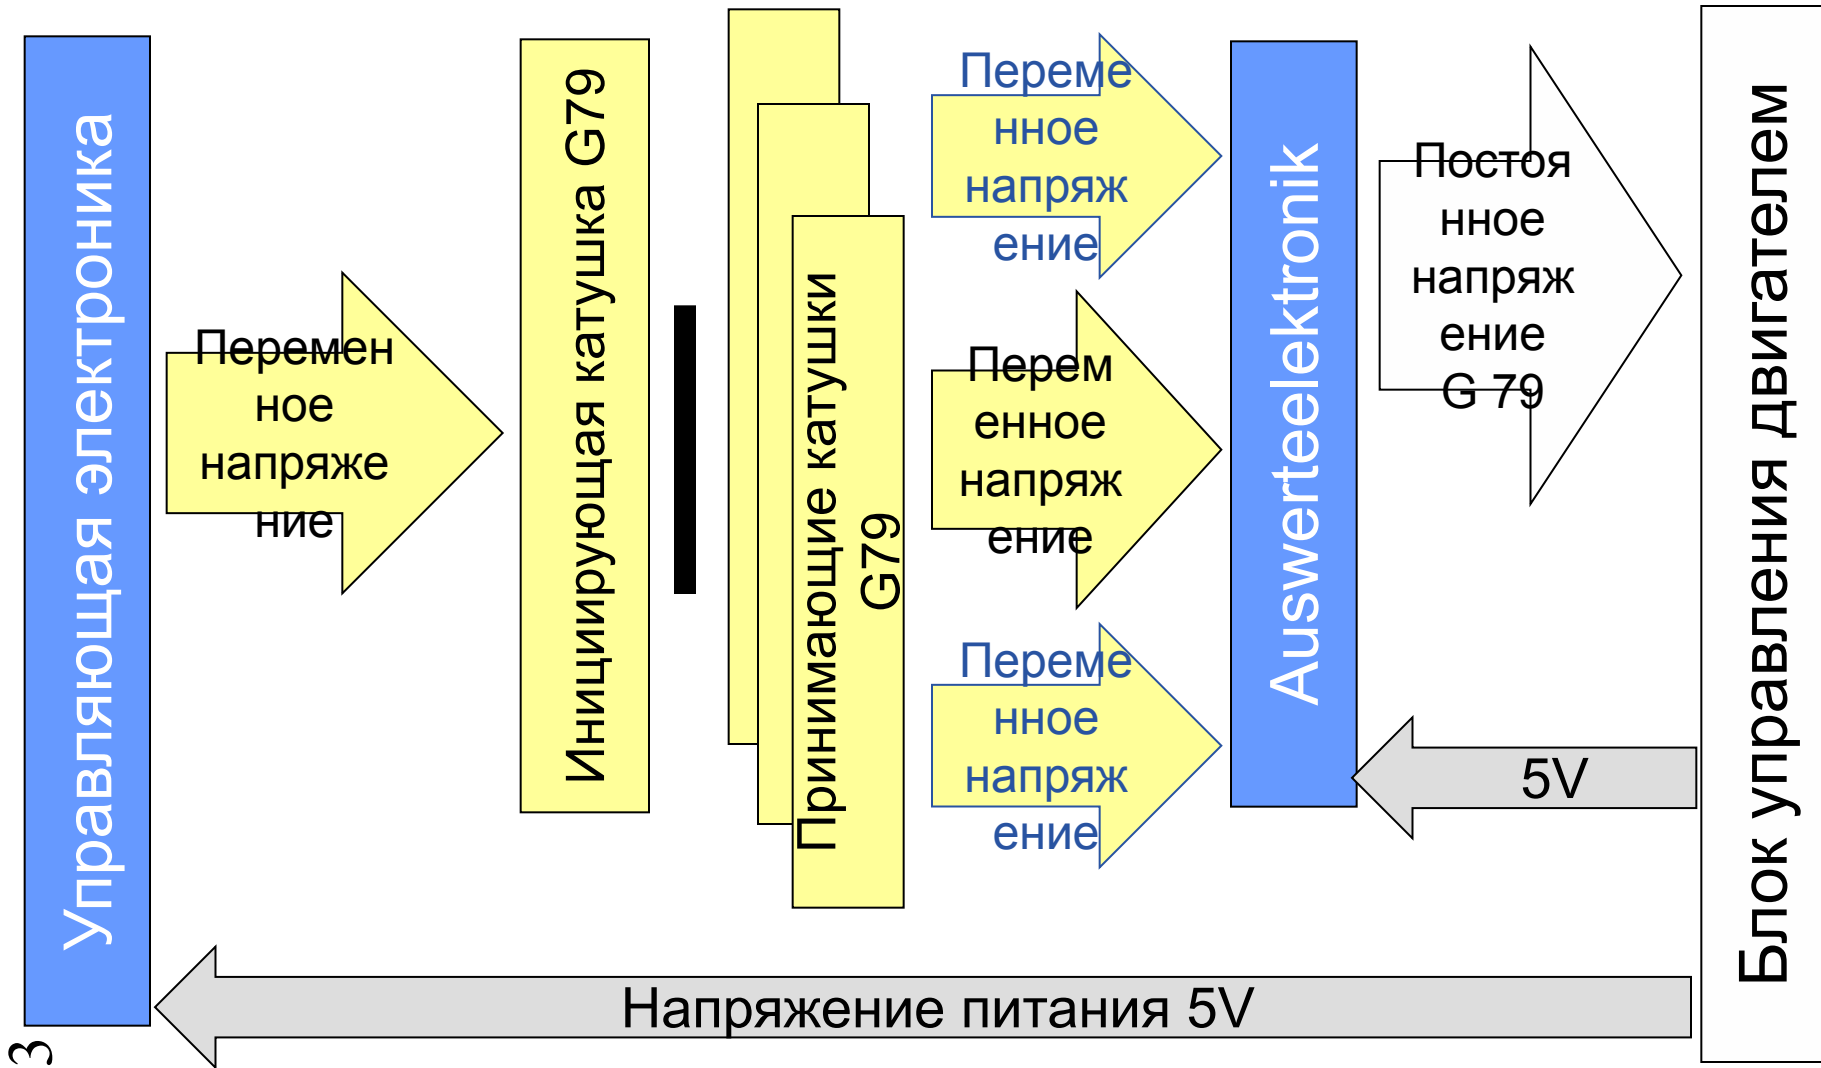 Управляющая электроника
Перемен
ное
напряже
ние
Инициирующая катушка G79
Принимающие катушки
G79
Переме
нное
напряж
ение
Перем
енное
напряж
ение
Переме
нное
напряж
ение
Auswerteelektronik
Постоя
нное
напряж
ение
G 79
5V
Блок управления двигателем
Напряжение питания 5V
3